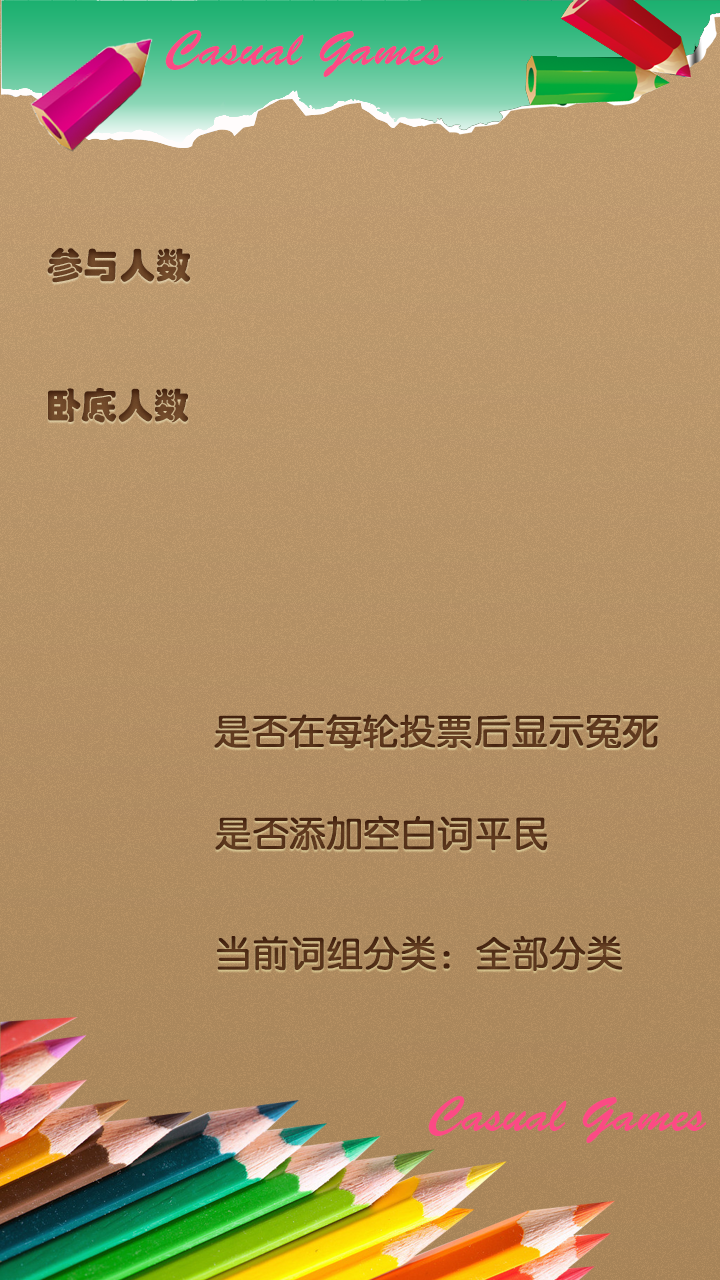 Casual Games
参与人数
卧底人数
是否在每轮投票后显示冤死
是否添加空白词平民
当前词组分类：全部分类
Casual Games